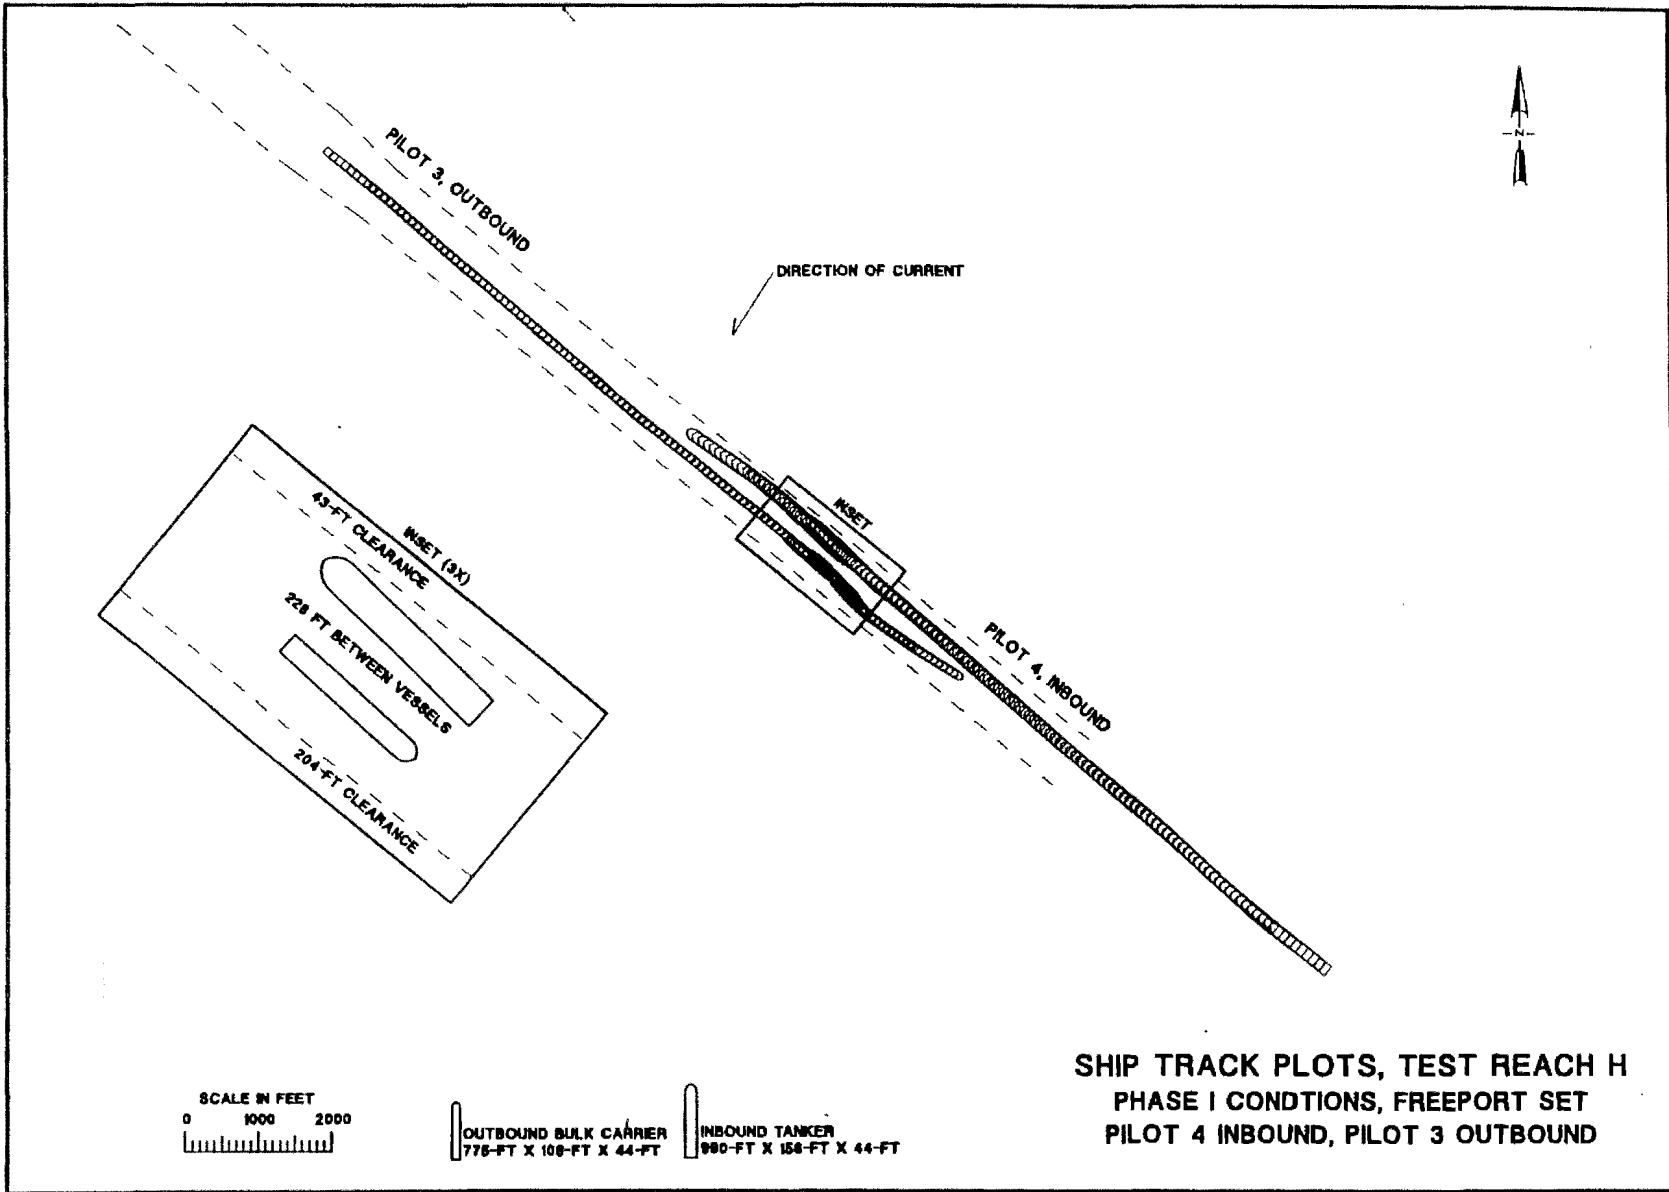 PILOT 3, OUTBOUND
N
DIRECTION OF CURRENT
INSET
INSET (3X)
43-FT CLEARANCE
228 FT BETWEEN VESSELS
204-FT CLEARANCE
PILOT 4, INBOUND
SHIP TRACK PLOTS, TEST REACH H
PHASE I CONDTIONS, FREEPORT SET
PILOT 4 INBOUND, PILOT 3 OUTBOUND
SCALE IN FEET
0 1000 2000
OUTBOUND BULK CARRIER
775-FT X 106-FT X 44-FT
INBOUND TANKER
990-FT X 156-FT X 44-FT